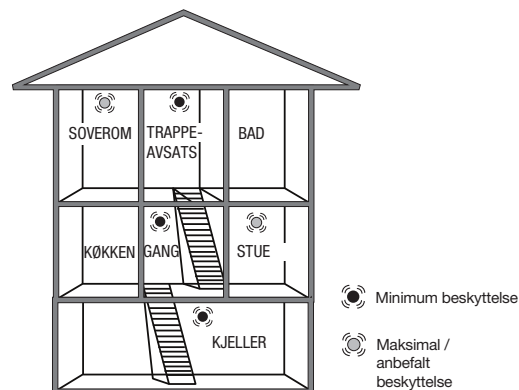 SOVEROM
TRAPPE-
AVSATS
BAD
KØKKEN
GANG
STUE
KJELLER
Minimum beskyttelse
Maksimal /
anbefalt
beskyttelse